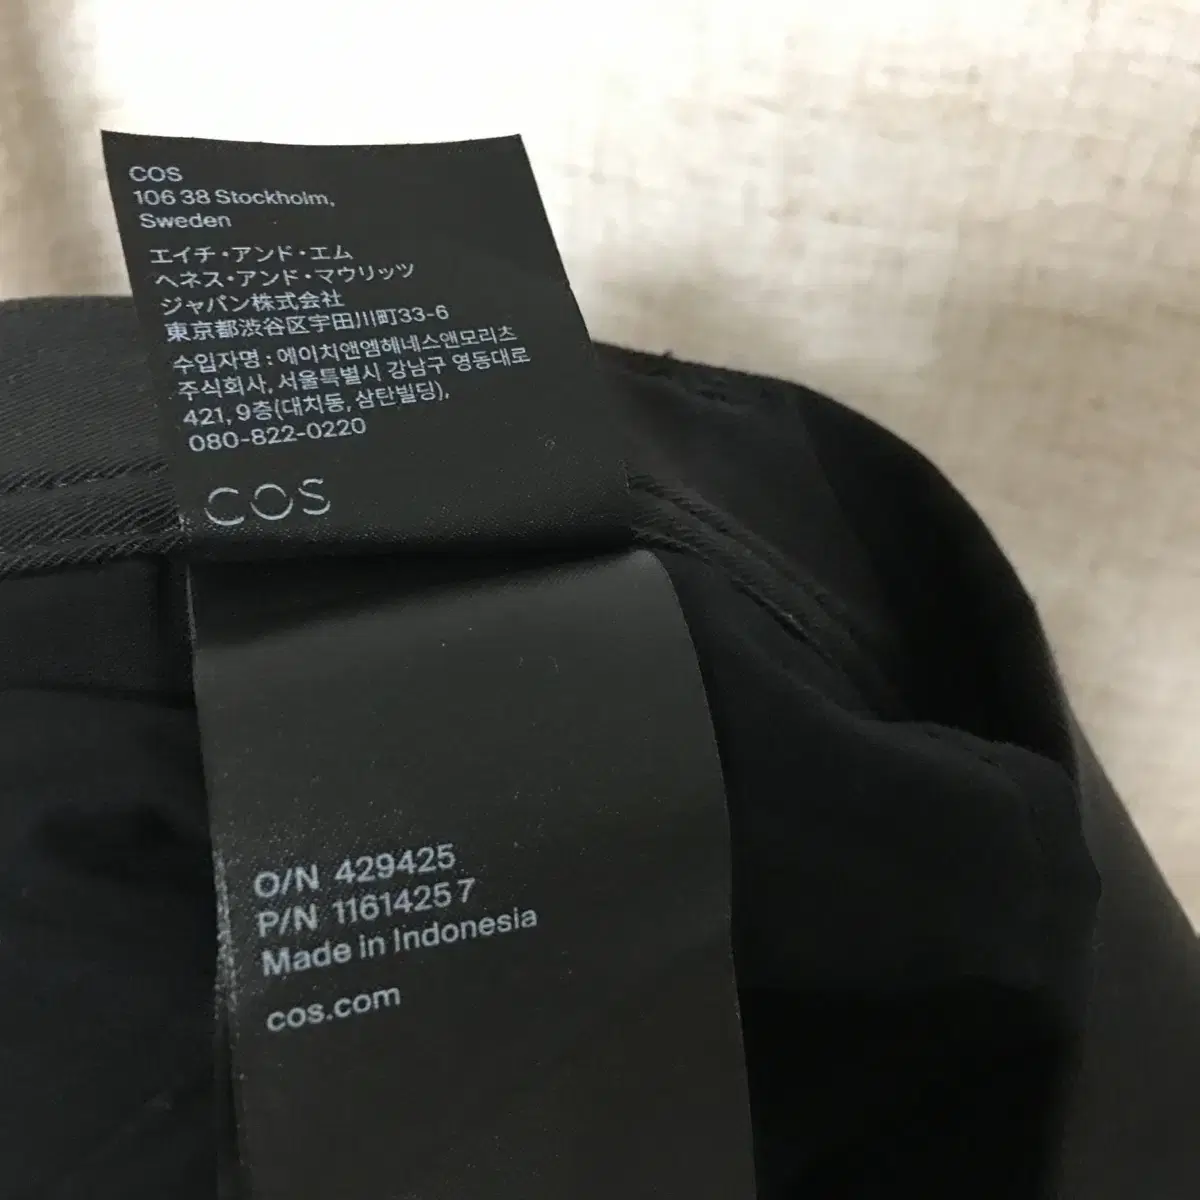 COS
106 38 Stockholm,
Sweden
エイチ・アンド・エム
ヘネス・アンド・マウリッツ
ジャパン株式会社
東京都渋谷区宇田川町33-6
수입자명 : 에이치앤엠헤네스앤모리츠
주식회사, 서울특별시 강남구 영동대로
421, 9층(대치동, 삼탄빌딩),
080-822-0220
COS
O/N 429425
P/N 1161425 7
Made in Indonesia
cos.com